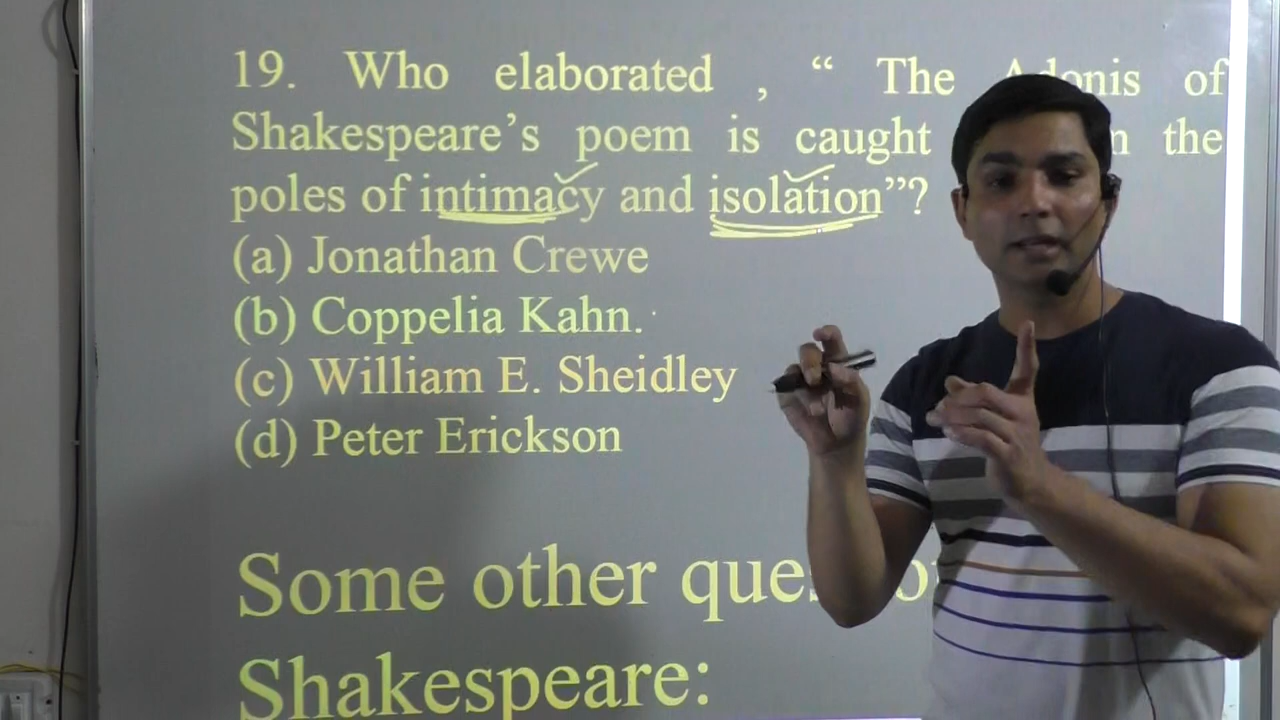 19. Who elaborated , “ The Adonis of
Shakespeare’s poem is caught the
poles of intimacy and isolation”?
(a) Jonathan Crewe
(b) Coppelia Kahn.
(c) William E. Sheidley
(d) Peter Erickson
Some other
Shakespeare: